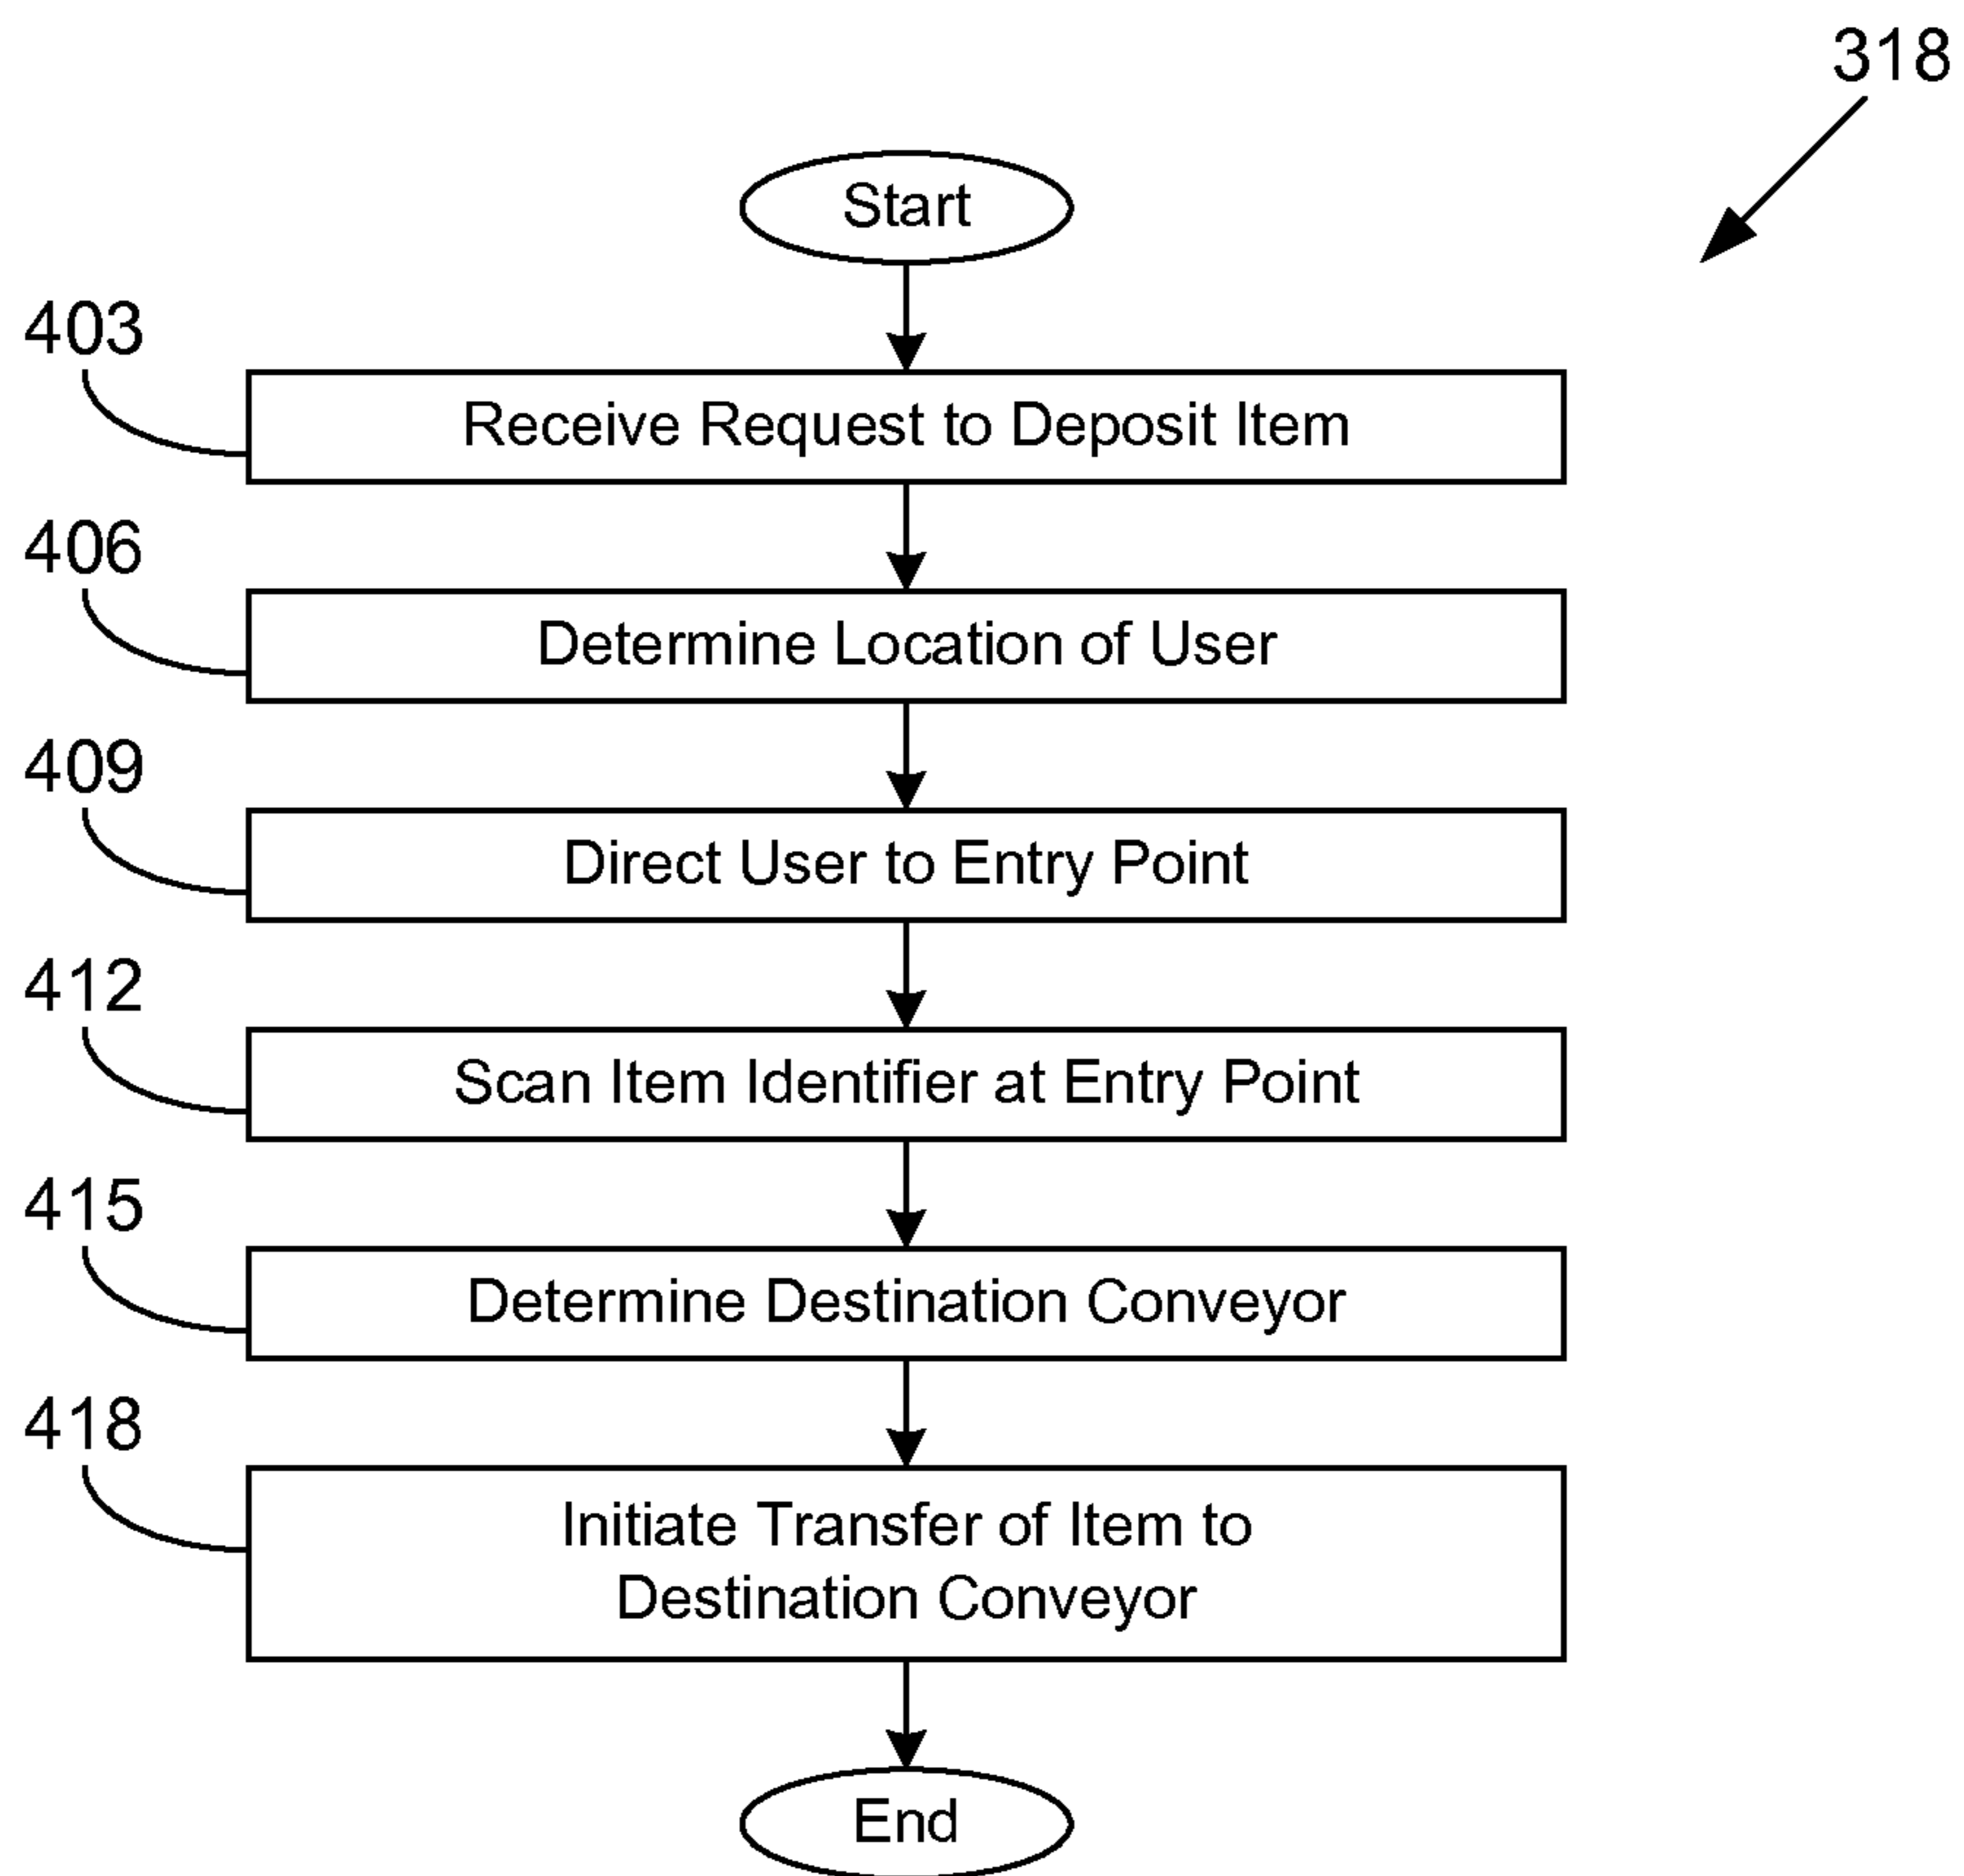 318
Start
403
Receive Request to Deposit Item
406
Determine Location of User
409
Direct User to Entry Point
412
Scan Item Identifier at Entry Point
415
Determine Destination Conveyor
418
Initiate Transfer of Item to
Destination Conveyor
End